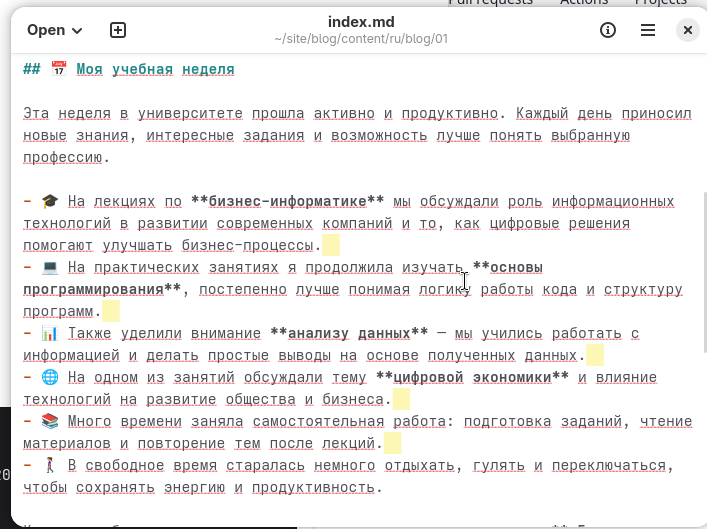 Pull requests Actions Projects
Open
index.md
~/site/blog/content/ru/blog/01
## 📅 Моя учебная неделя
Эта неделя в университете прошла активно и продуктивно. Каждый день приносил
новые знания, интересные задания и возможность лучше понять выбранную
профессию.
- 🎓 На лекциях по **бизнес-информатике** мы обсуждали роль информационных
технологий в развитии современных компаний и то, как цифровые решения
помогают улучшать бизнес-процессы.
- 💻 На практических занятиях я продолжила изучать **основы
программирования**, постепенно лучше понимая логику работы кода и структуру
программ.
- 📊 Также уделили внимание **анализу данных** — мы учились работать с
информацией и делать простые выводы на основе полученных данных.
- 🌐 На одном из занятий обсуждали тему **цифровой экономики** и влияние
технологий на развитие общества и бизнеса.
- 📚 Много времени заняла самостоятельная работа: подготовка заданий, чтение
материалов и повторение тем после лекций.
- 🚶‍♀️ В свободное время старалась немного отдыхать, гулять и переключаться,
чтобы сохранять энергию и продуктивность.